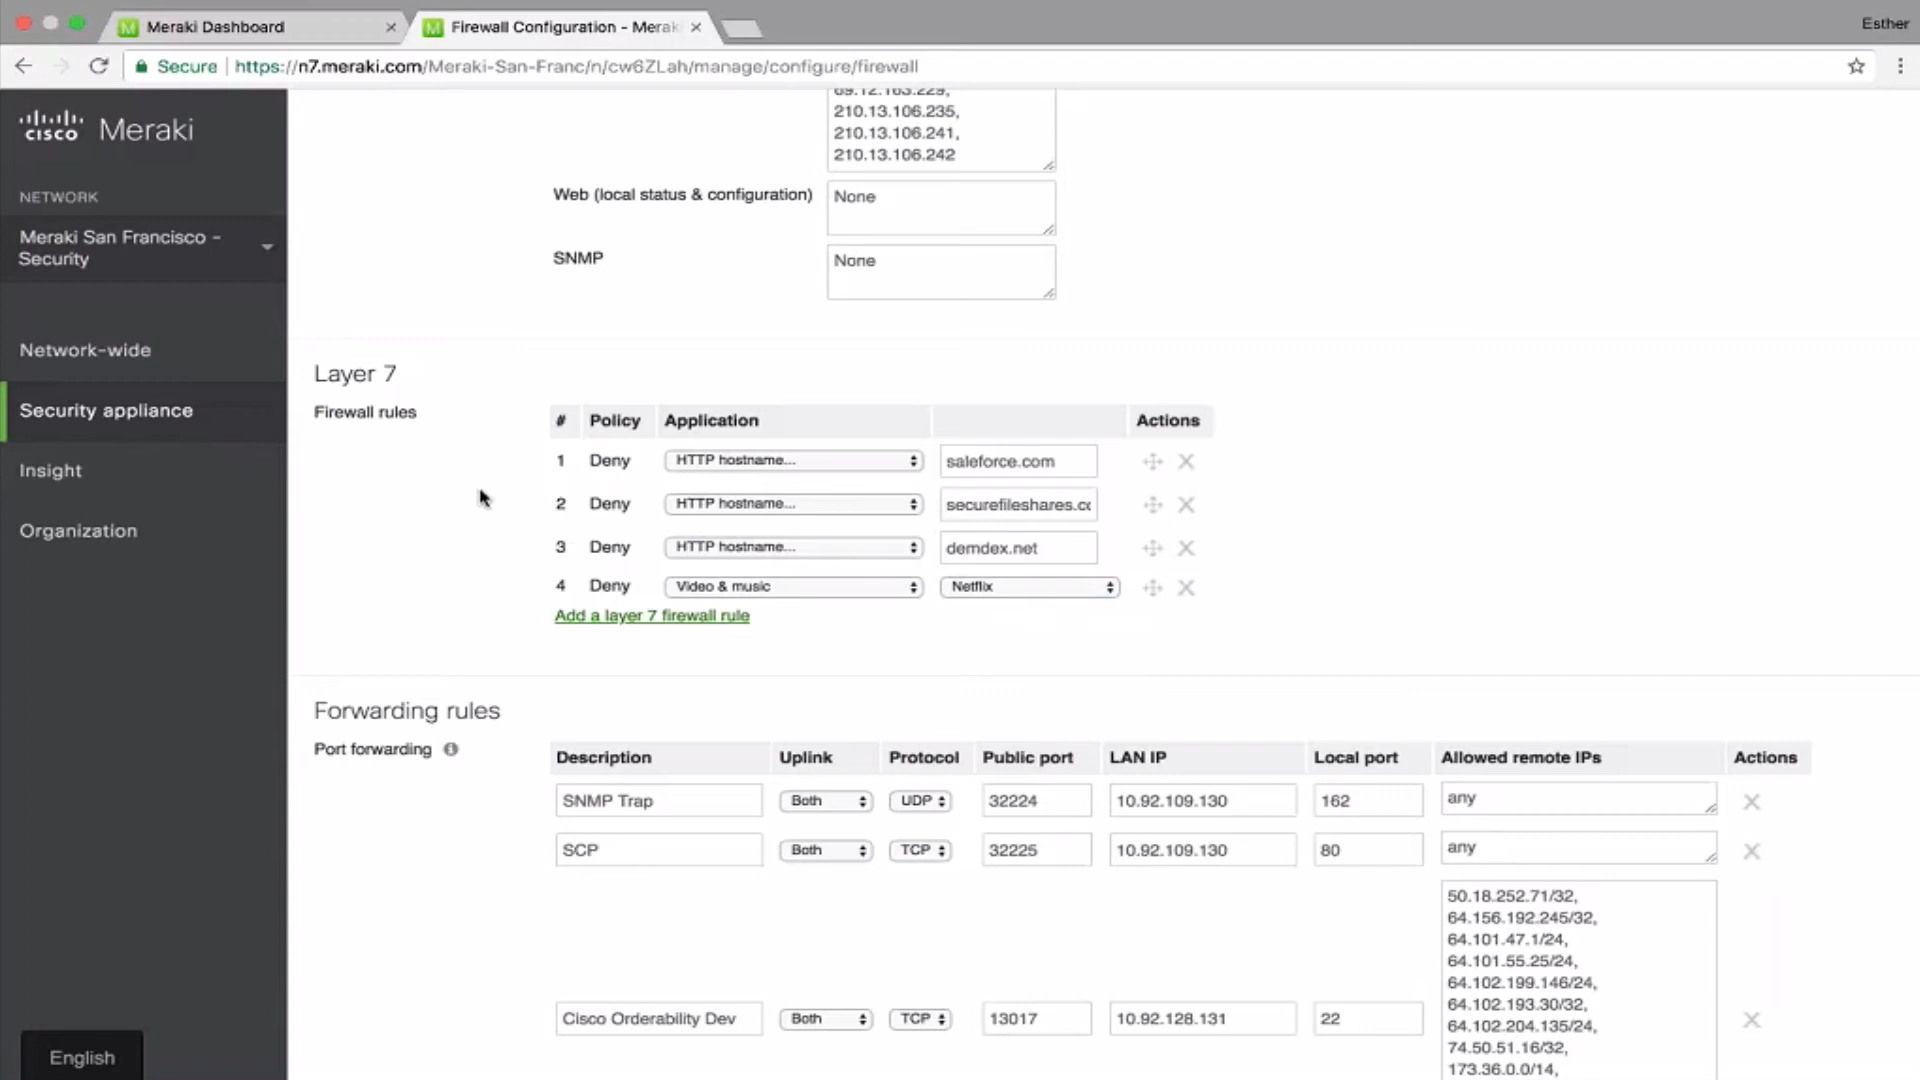 Meraki Dashboard
Firewall Configuration - Merak
Esther
Secure
https://n7.meraki.com/Meraki-San-Franc/n/cw6ZLah/manage/configure/firewall
cisco Meraki
NETWORK
Meraki San Francisco -
Security
Network-wide
Security appliance
Insight
Organization
English
69.12.163.229,
210.13.106.235,
210.13.106.241,
210.13.106.242
Web (local status & configuration) None
SNMP None
Layer 7
Firewall rules
# Policy Application Actions
1 Deny HTTP hostname... saleforce.com
2 Deny HTTP hostname... securefileshares.cc
3 Deny HTTP hostname... demdex.net
4 Deny Video & music Netflix
Add a layer 7 firewall rule
Forwarding rules
Port forwarding
Description Uplink Protocol Public port LAN IP Local port Allowed remote IPs Actions
SNMP Trap Both UDP 32224 10.92.109.130 162 any
SCP Both TCP 32225 10.92.109.130 80 any
Cisco Orderability Dev Both TCP 13017 10.92.128.131 22
50.18.252.71/32,
64.156.192.245/32,
64.101.47.1/24,
64.101.55.25/24,
64.102.199.146/24,
64.102.193.30/32,
64.102.204.135/24,
74.50.51.16/32,
173.36.0.0/14,